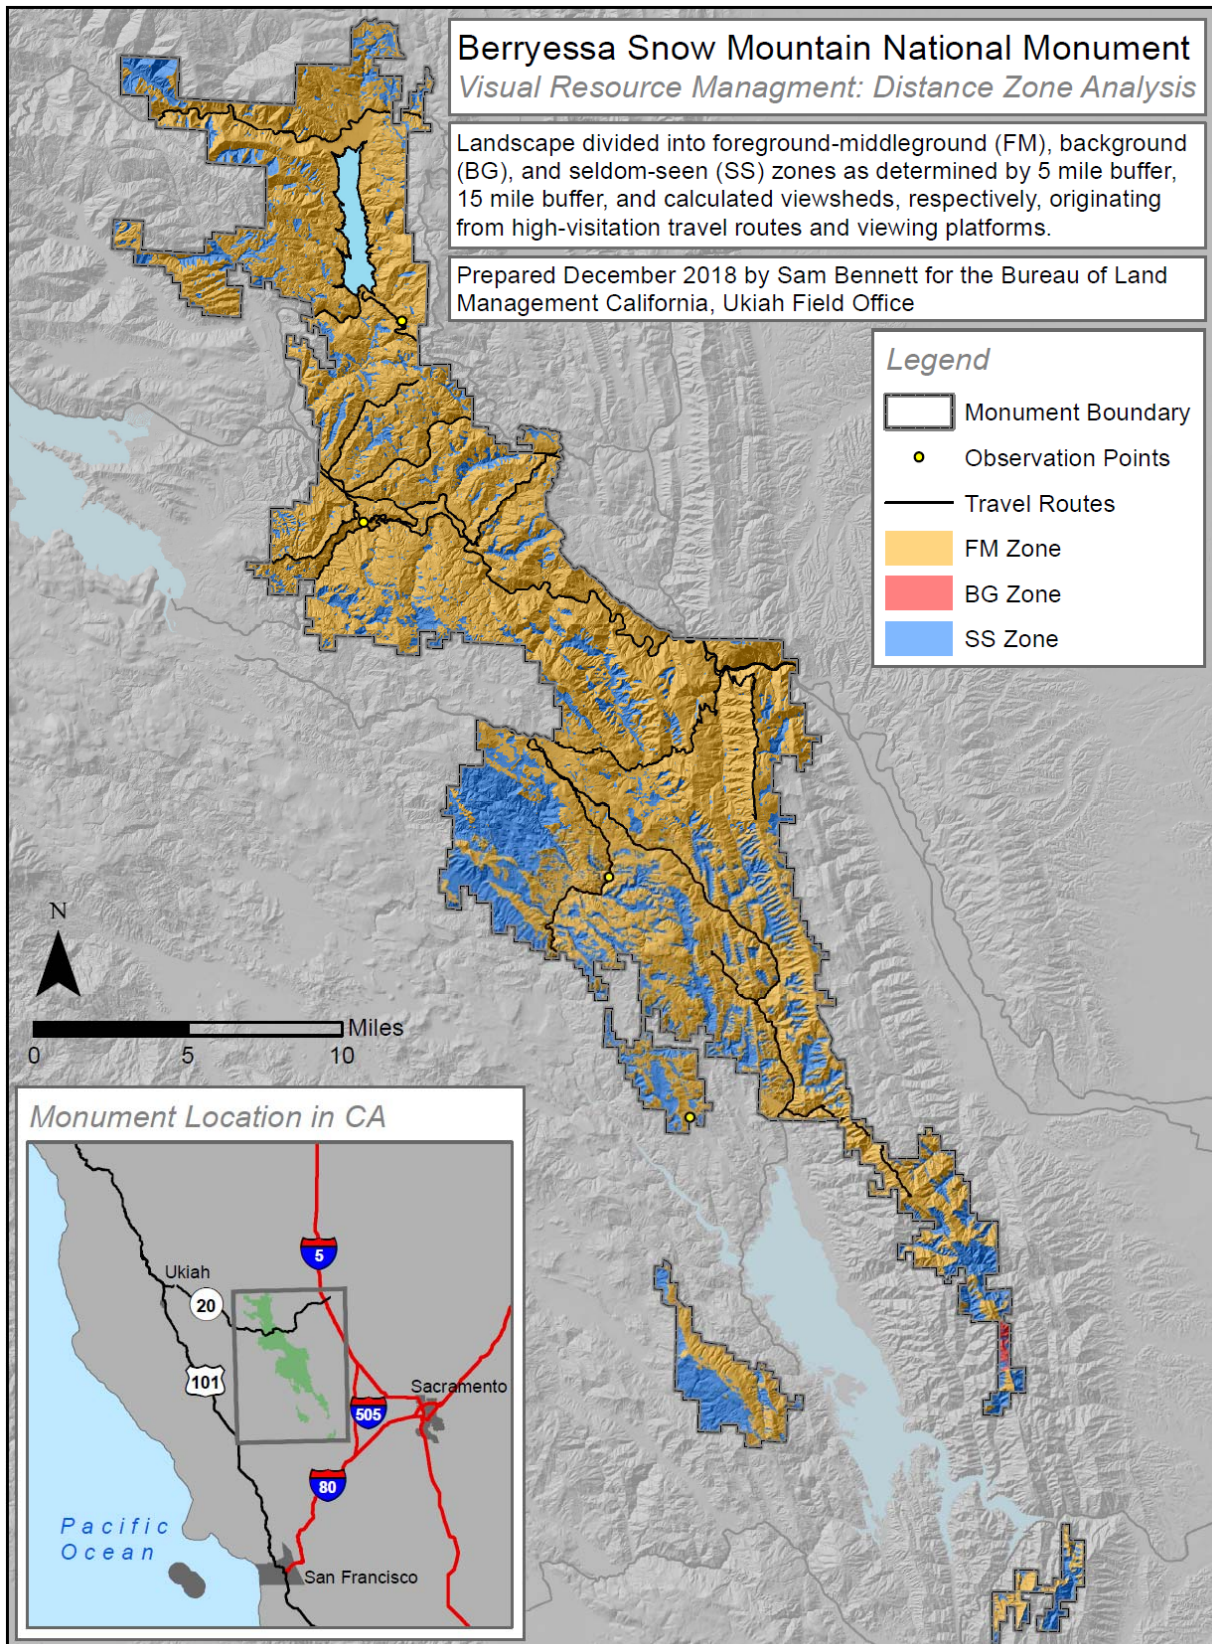 Berryessa Snow Mountain National Monument
Visual Resource Managment: Distance Zone Analysis
Landscape divided into foreground-middleground (FM), background
(BG), and seldom-seen (SS) zones as determined by 5 mile buffer,
15 mile buffer, and calculated viewsheds, respectively, originating
from high-visitation travel routes and viewing platforms.
Prepared December 2018 by Sam Bennett for the Bureau of Land
Management California, Ukiah Field Office
Legend
Monument Boundary
Observation Points
Travel Routes
FM Zone
BG Zone
SS Zone
N
Miles
0 5 10
Monument Location in CA
5
Ukiah
20
101
Sacramento
505
80
Pacific
Ocean
San Francisco